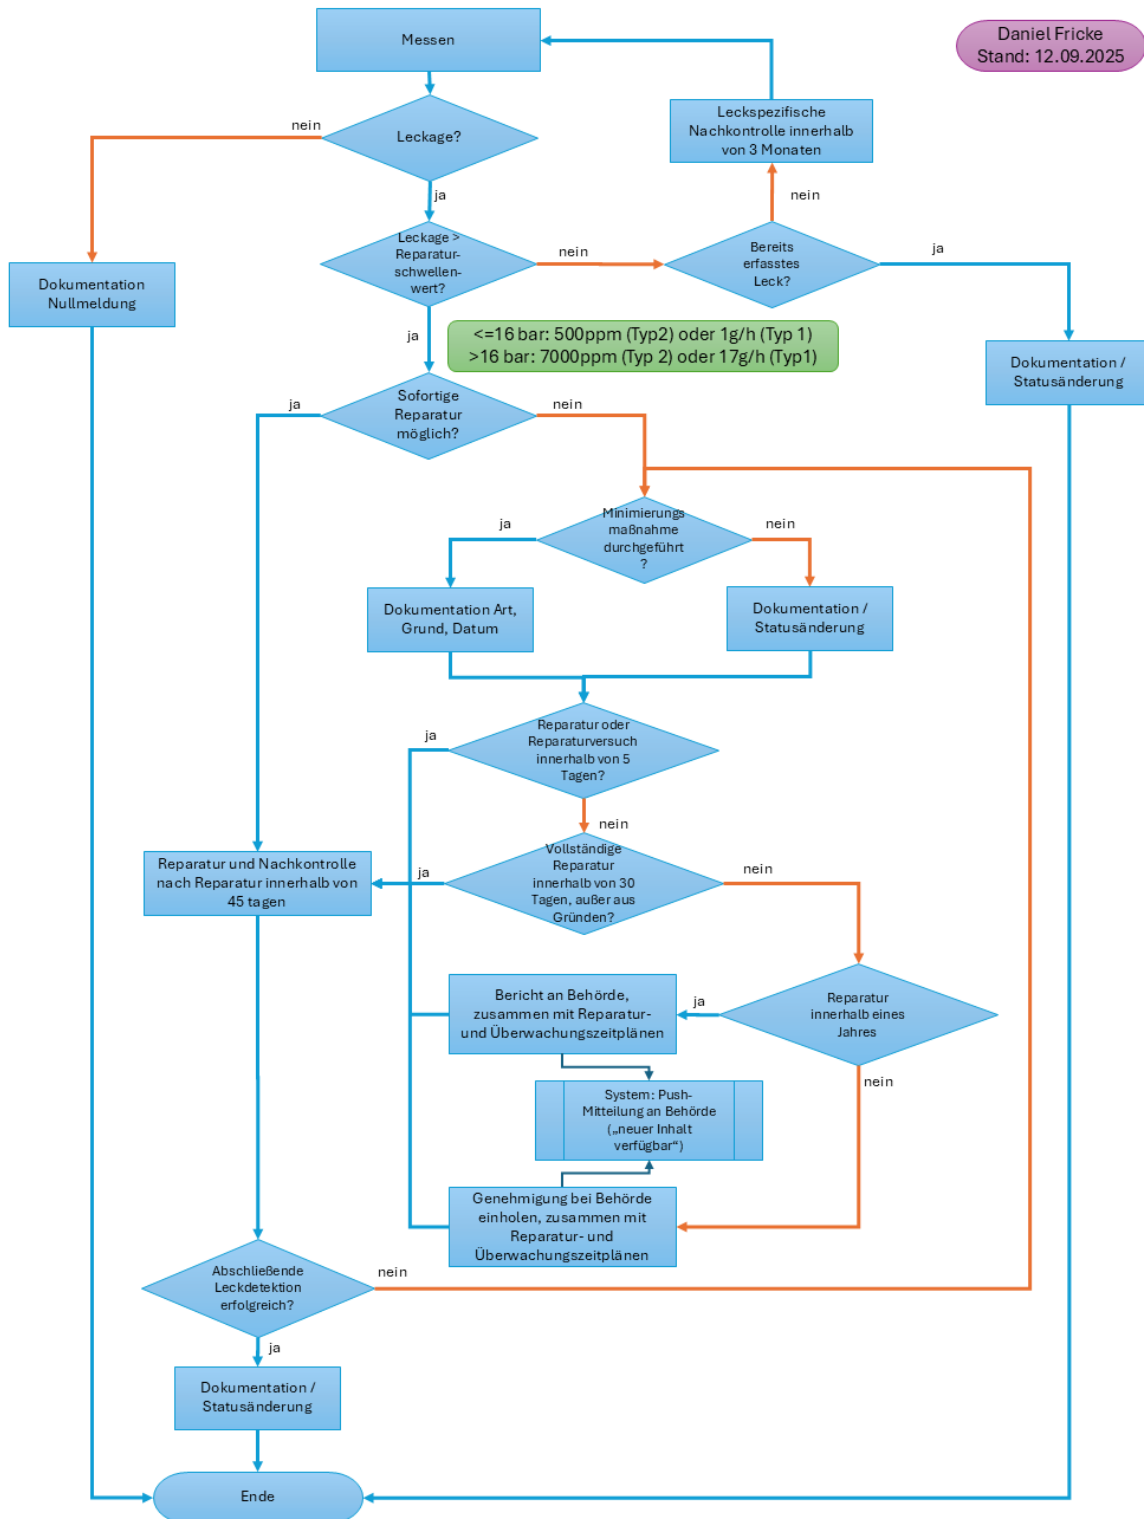 Daniel Fricke
Stand: 12.09.2025
Messen
Leckspezifische
Nachkontrolle innerhalb
von 3 Monaten
nein
Leckage?
ja
nein
Leckage >
Reparatur-
schwellen-
wert?
nein
Bereits
erfasstes
Leck?
ja
Dokumentation
Nullmeldung
ja
<=16 bar: 500ppm (Typ2) oder 1g/h (Typ 1)
>16 bar: 7000ppm (Typ 2) oder 17g/h (Typ1)
Dokumentation /
Statusänderung
ja
Sofortige
Reparatur
möglich?
nein
ja
Minimierungs
maßnahme
durchgeführt
?
nein
Dokumentation Art,
Grund, Datum
Dokumentation /
Statusänderung
ja
Reparatur oder
Reparaturversuch
innerhalb von 5
Tagen?
nein
Reparatur und Nachkontrolle
nach Reparatur innerhalb von
45 tagen
ja
Vollständige
Reparatur
innerhalb von 30
Tagen, außer aus
Gründen?
nein
Bericht an Behörde,
zusammen mit Reparatur-
und Überwachungszeitplänen
ja
Reparatur
innerhalb eines
Jahres
nein
System: Push-
Mitteilung an Behörde
(„neuer Inhalt
verfügbar“)
Genehmigung bei Behörde
einholen, zusammen mit
Reparatur- und
Überwachungszeitplänen
Abschließende
Leckdetektion
erfolgreich?
nein
ja
Dokumentation /
Statusänderung
Ende